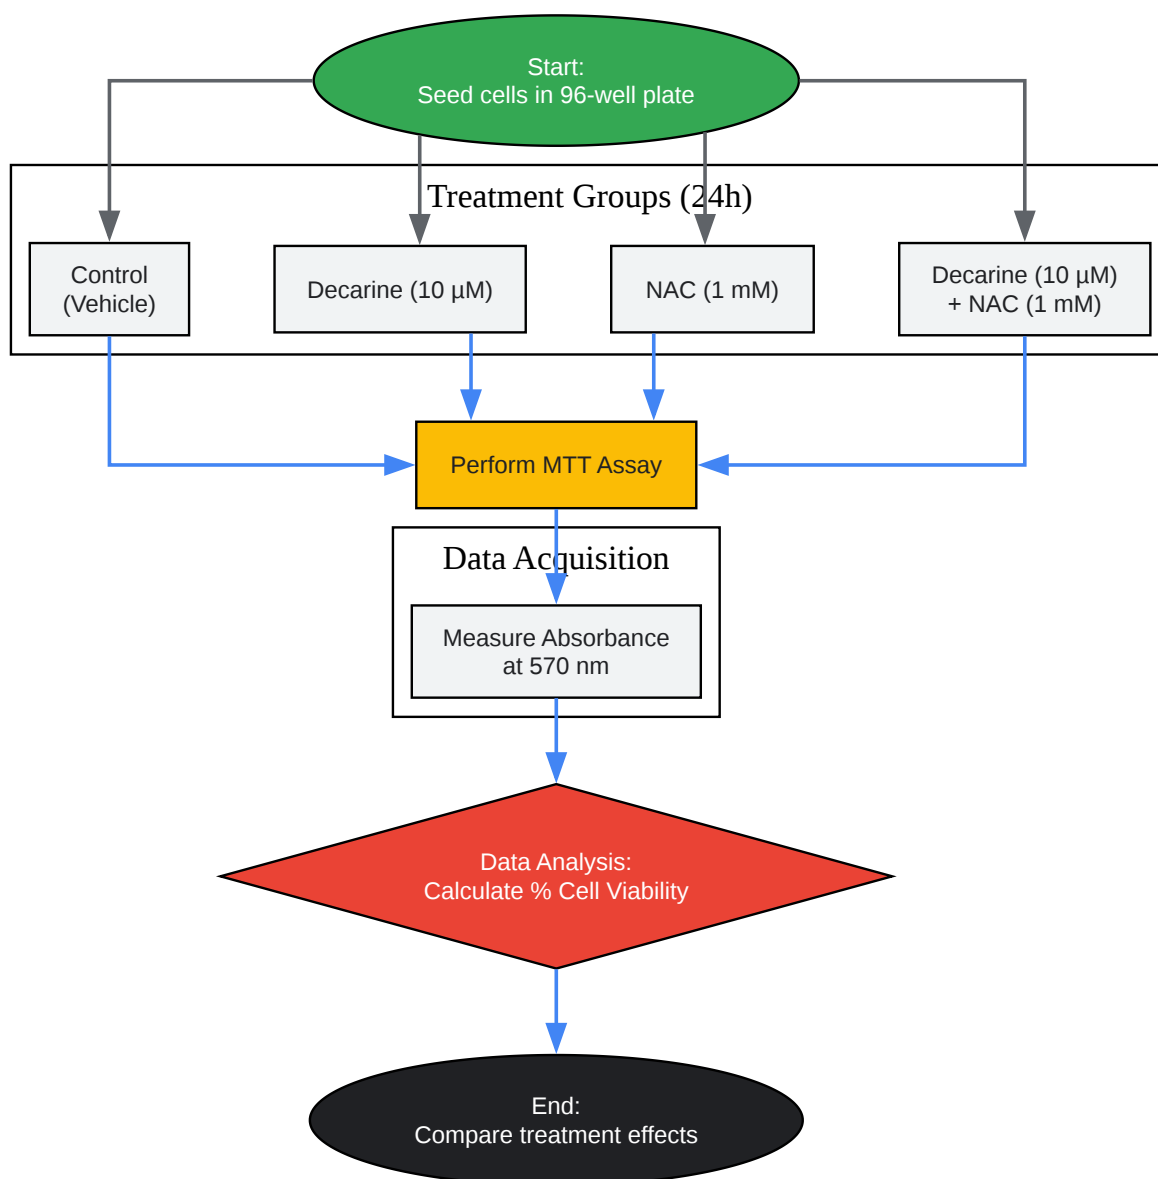 Start:
Seed cells in 96-well plate
Treatment Groups (24h)
Control
(Vehicle)
Decarine (10 µM)
NAC (1 mM)
Decarine (10 µM)
+ NAC (1 mM)
Perform MTT Assay
Data Acquisition
Measure Absorbance
at 570 nm
Data Analysis:
Calculate % Cell Viability
End:
Compare treatment effects